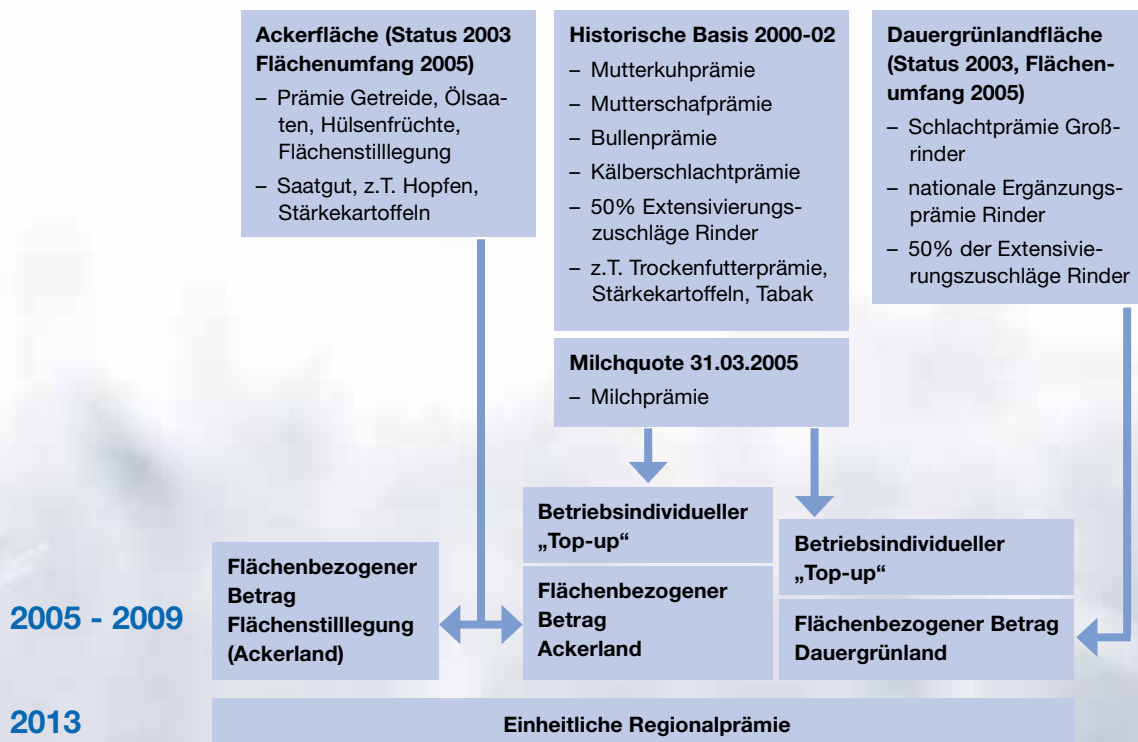 Ackerfläche (Status 2003
Flächenumfang 2005)
– Prämie Getreide, Ölsaa-
ten, Hülsenfrüchte,
Flächenstilllegung
– Saatgut, z.T. Hopfen,
Stärkekartoffeln
Historische Basis 2000-02
– Mutterkuhprämie
– Mutterschafprämie
– Bullenprämie
– Kälberschlachtprämie
– 50% Extensivierungs-
zuschläge Rinder
– z.T. Trockenfutterprämie,
Stärkekartoffeln, Tabak
Dauergrünlandfläche
(Status 2003, Flächen-
umfang 2005)
– Schlachtprämie Groß-
rinder
– nationale Ergänzungs-
prämie Rinder
– 50% der Extensivie-
rungszuschläge Rinder
Milchquote 31.03.2005
– Milchprämie
2005 - 2009
Flächenbezogener
Betrag
Flächenstilllegung
(Ackerland)
Betriebsindividueller
„Top-up“
Flächenbezogener
Betrag
Ackerland
Betriebsindividueller
„Top-up“
Flächenbezogener Betrag
Dauergrünland
2013
Einheitliche Regionalprämie